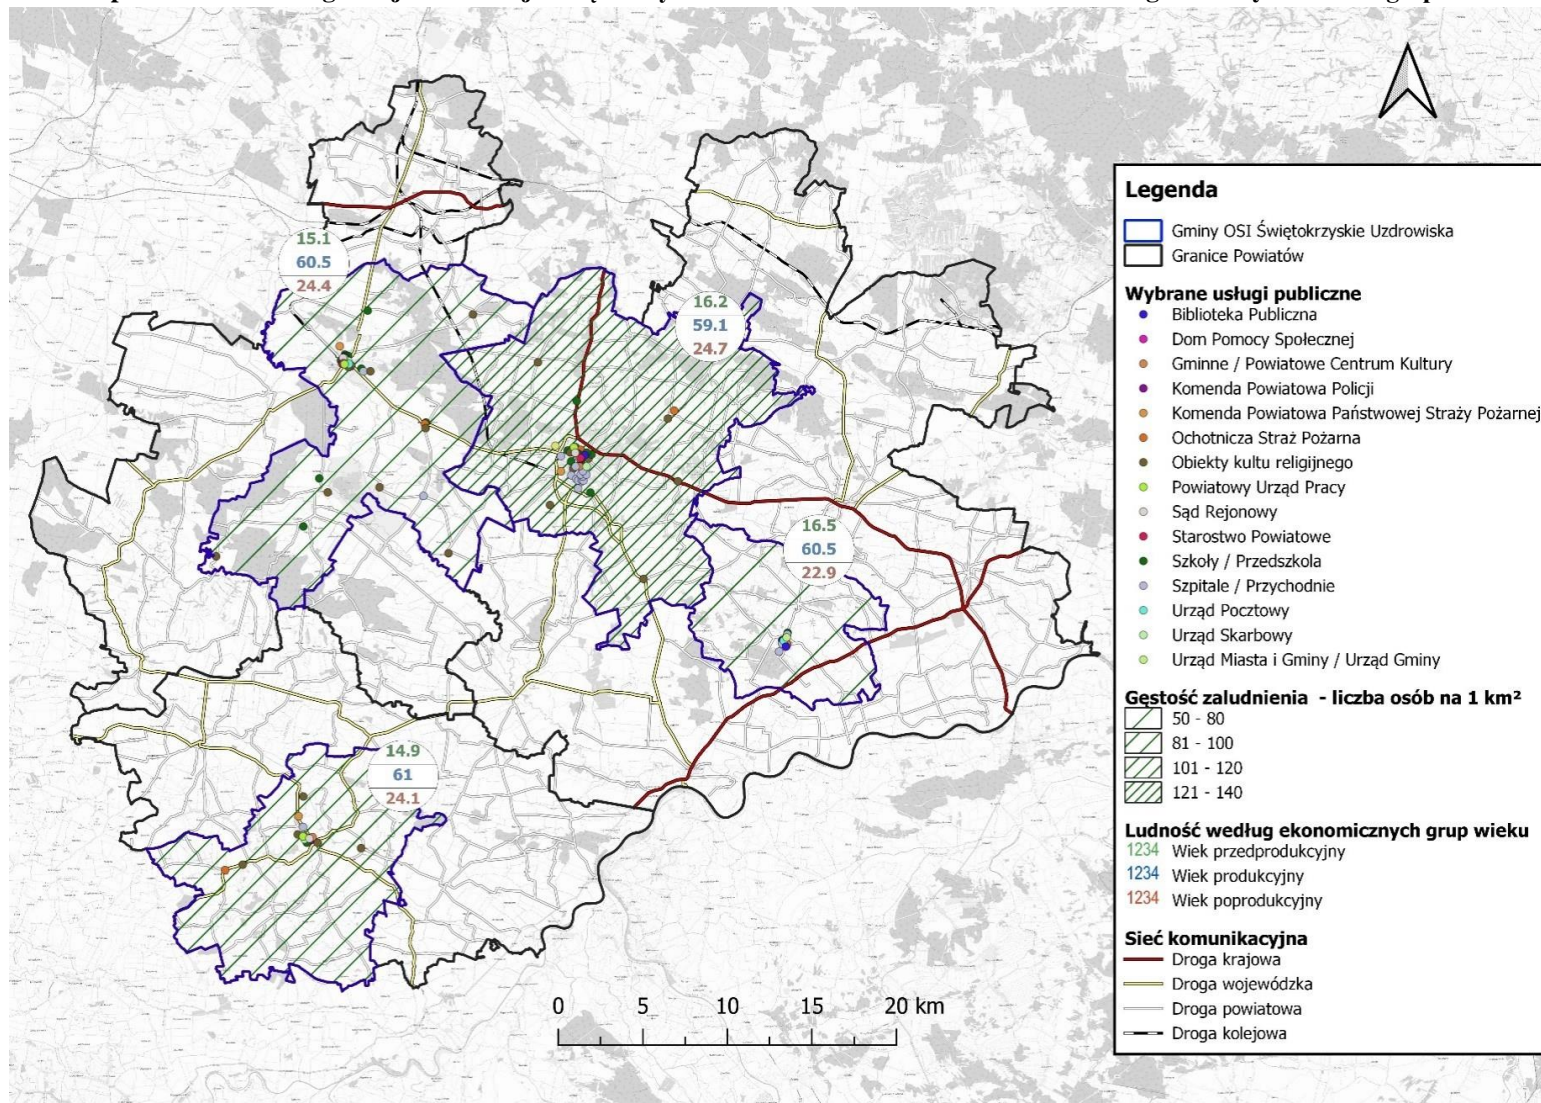 15.1
60.5
24.4
16.2
59.1
24.7
16.5
60.5
22.9
14.9
61
24.1
0 5 10 15 20 km
Legenda
Gminy OSI Świętokrzyskie Uzdrowiska
Granice Powiatów
Wybrane usługi publiczne
Biblioteka Publiczna
Dom Pomocy Społecznej
Gminne / Powiatowe Centrum Kultury
Komenda Powiatowa Policji
Komenda Powiatowa Państwowej Straży Pożarnej
Ochotnicza Straż Pożarna
Obiekty kultu religijnego
Powiatowy Urząd Pracy
Sąd Rejonowy
Starostwo Powiatowe
Szkoły / Przedszkola
Szpitale / Przychodnie
Urząd Pocztowy
Urząd Skarbowy
Urząd Miasta i Gminy / Urząd Gminy
Gęstość zaludnienia - liczba osób na 1 km²
50 - 80
81 - 100
101 - 120
121 - 140
Ludność według ekonomicznych grup wieku
1234 Wiek przedprodukcyjny
1234 Wiek produkcyjny
1234 Wiek poprodukcyjny
Sieć komunikacyjna
Droga krajowa
Droga wojewódzka
Droga powiatowa
Droga kolejowa